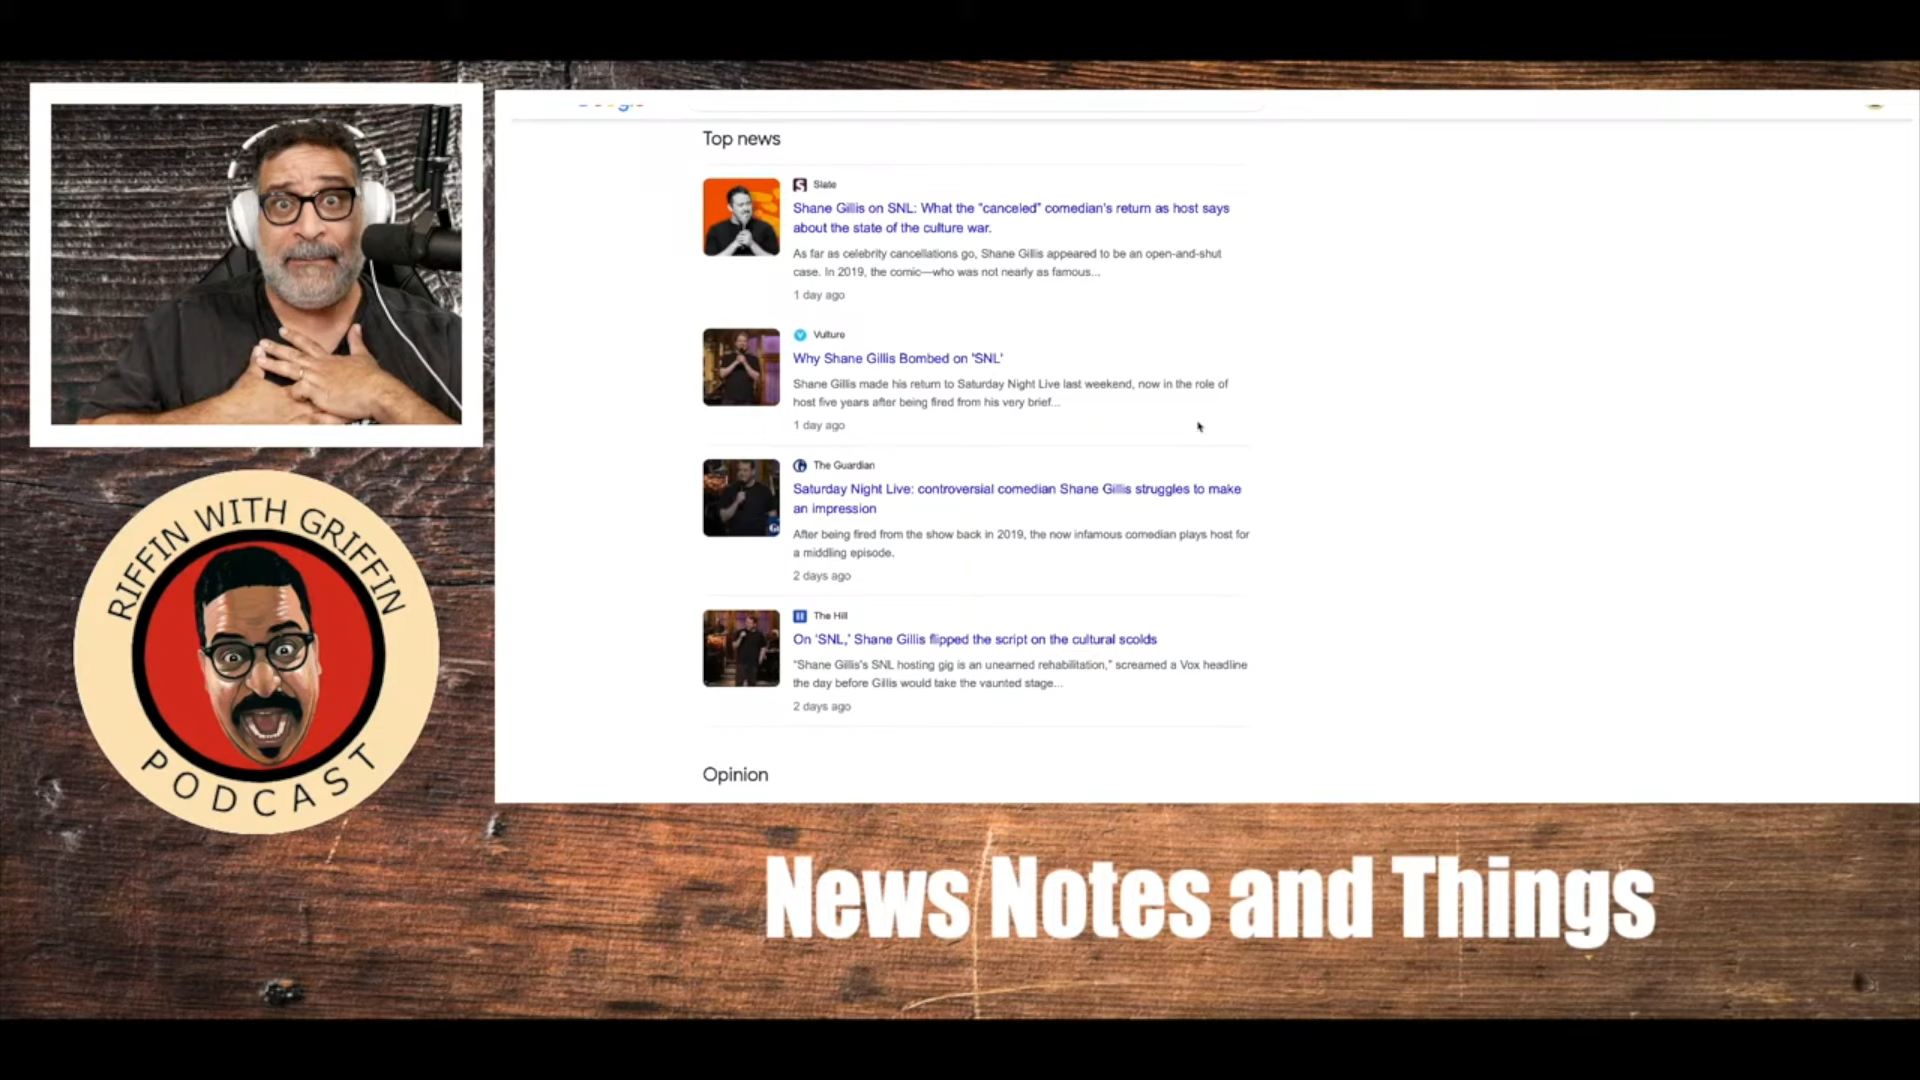 Top news
Slate
Shane Gillis on SNL: What the "canceled" comedian's return as host says
about the state of the culture war.
As far as celebrity cancellations go, Shane Gillis appeared to be an open-and-shut
case. In 2019, the comic—who was not nearly as famous...
1 day ago
Vulture
Why Shane Gillis Bombed on 'SNL'
Shane Gillis made his return to Saturday Night Live last weekend, now in the role of
host five years after being fired from his very brief...
1 day ago
The Guardian
Saturday Night Live: controversial comedian Shane Gillis struggles to make
an impression
After being fired from the show back in 2019, the now infamous comedian plays host for
a middling episode.
2 days ago
The Hill
On 'SNL,' Shane Gillis flipped the script on the cultural scolds
"Shane Gillis's SNL hosting gig is an unearned rehabilitation," screamed a Vox headline
the day before Gillis would take the vaunted stage...
2 days ago
Opinion
RIFFIN WITH GRIFFIN
PODCAST
News Notes and Things